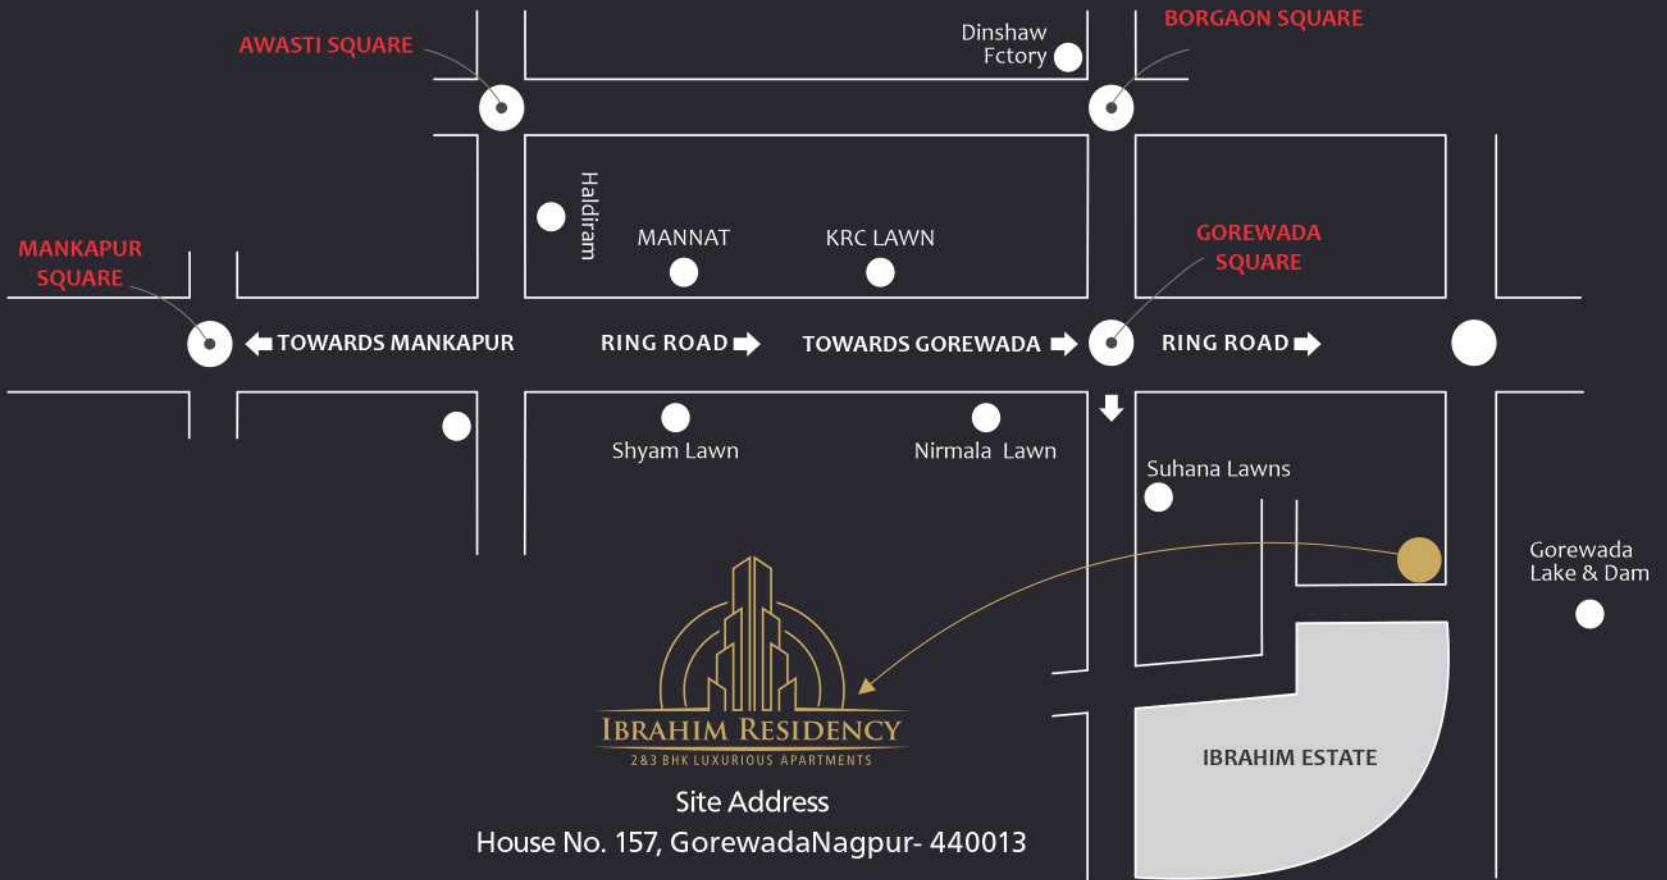 BORGAON SQUARE
Dinshaw
Fctory
AWASTI SQUARE
Haldiram
MANNAT
KRC LAWN
GOREWADA
SQUARE
MANKAPUR
SQUARE
TOWARDS MANKAPUR
RING ROAD
TOWARDS GOREWADA
RING ROAD
Shyam Lawn
Nirmala Lawn
Suhana Lawns
Gorewada
Lake & Dam
IBRAHIM RESIDENCY
2&3 BHK LUXURIOUS APARTMENTS
IBRAHIM ESTATE
Site Address
House No. 157, GorewadaNagpur- 440013